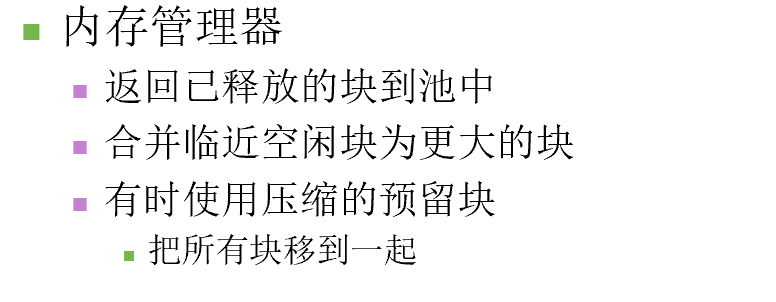 内存管理器
返回已释放的块到池中
合并临近空闲块为更大的块
有时使用压缩的预留块
把所有块移到一起